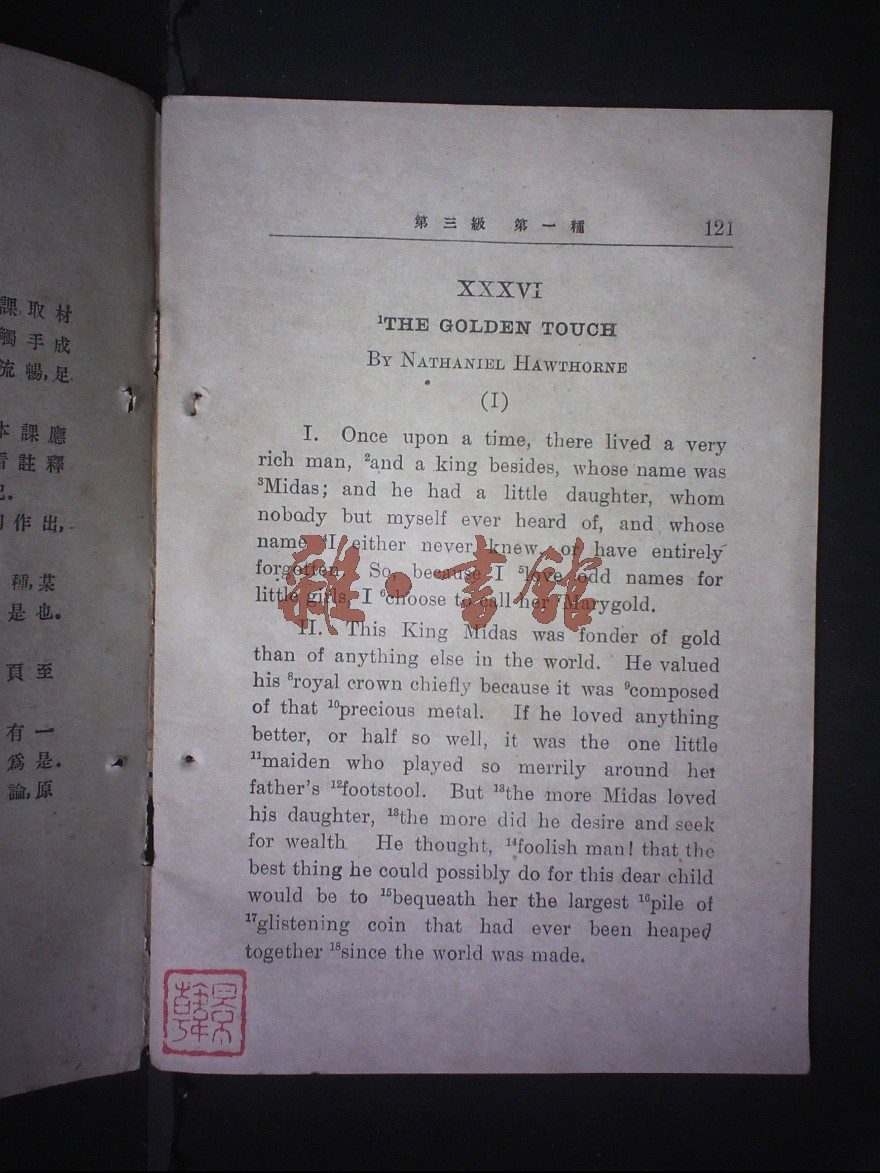 課,取材
觸手成
流暢,足
本課應
看註釋
記.
作出,
種,某
是也。
頁至
有一
爲是.
論,原
第三級 第一種 121
XXXVI
¹THE GOLDEN TOUCH
BY NATHANIEL HAWTHORNE
(I)
I. Once upon a time, there lived a very
rich man, ²and a king besides, whose name was
³Midas; and he had a little daughter, whom
nobody but myself ever heard of, and whose
name ⁴I either never knew, or have entirely
forgotten. So, because I ⁵love odd names for
little girls, I ⁶choose to call her ⁷Marygold.
II. This King Midas was fonder of gold
than of anything else in the world. He valued
his ⁸royal crown chiefly because it was ⁹composed
of that ¹⁰precious metal. If he loved anything
better, or half so well, it was the one little
¹¹maiden who played so merrily around her
father's ¹²footstool. But ¹³the more Midas loved
his daughter, ¹³the more did he desire and seek
for wealth. He thought, ¹⁴foolish man! that the
best thing he could possibly do for this dear child
would be to ¹⁵bequeath her the largest ¹⁶pile of
¹⁷glistening coin that had ever been heaped
together ¹⁸since the world was made.
雜·書館